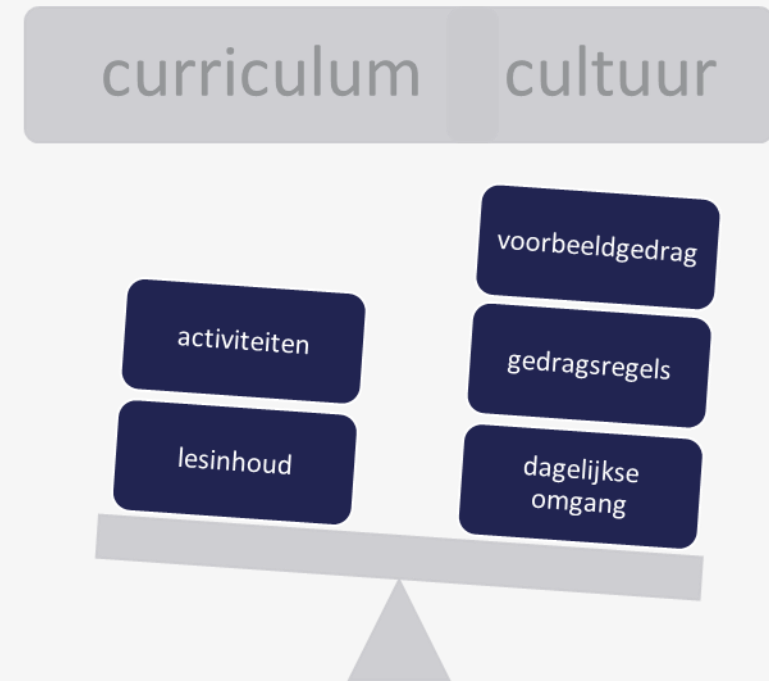 curriculum
cultuur
activiteiten
lesinhoud
voorbeeldgedrag
gedragsregels
dagelijkse
omgang